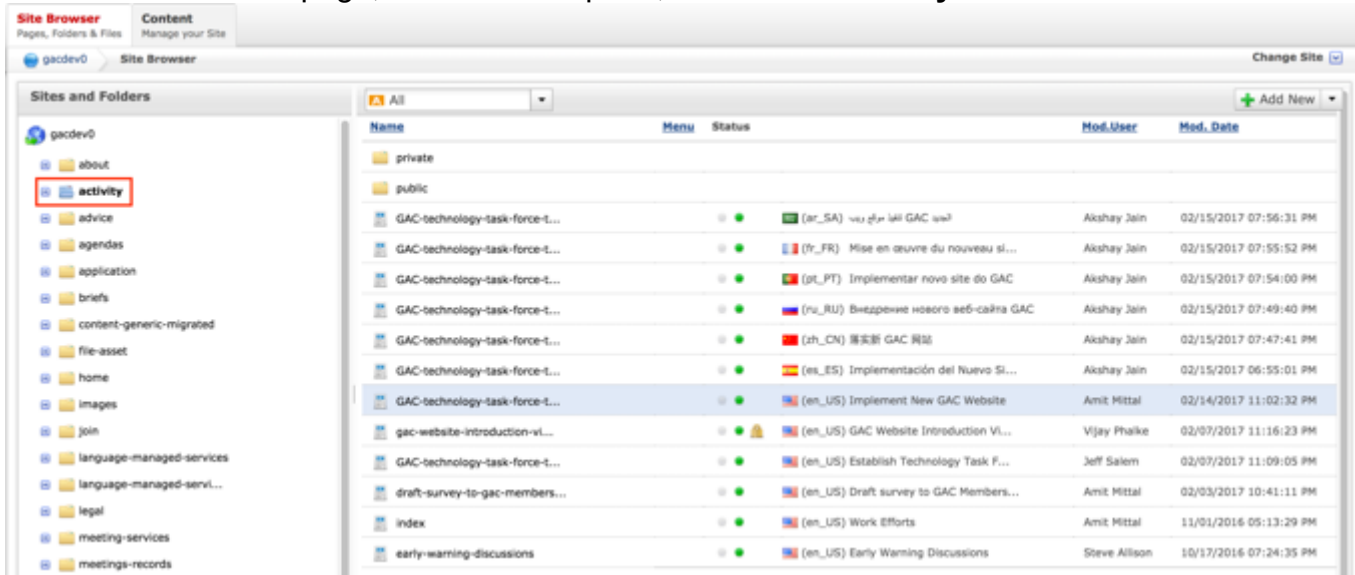 Site Browser
Pages, Folders & Files
Content
Manage your Site
gacdev0
Site Browser
Change Site
Sites and Folders
gacdev0
about
activity
advice
agendas
application
briefs
content-generic-migrated
file-asset
home
images
join
language-managed-services
language-managed-servi...
legal
meeting-services
meetings-records
All
Add New
Name Menu Status Mod.User Mod. Date
private
public
GAC-technology-task-force-t... (ar_SA) GAC Akshay Jain 02/15/2017 07:56:31 PM
GAC-technology-task-force-t... (fr_FR) Mise en œuvre du nouveau si... Akshay Jain 02/15/2017 07:55:52 PM
GAC-technology-task-force-t... (pt_PT) Implementar novo site do GAC Akshay Jain 02/15/2017 07:54:00 PM
GAC-technology-task-force-t... (ru_RU) Внедрение нового веб-сайта GAC Akshay Jain 02/15/2017 07:49:40 PM
GAC-technology-task-force-t... (zh_CN) 落实新 GAC 网站 Akshay Jain 02/15/2017 07:47:41 PM
GAC-technology-task-force-t... (es_ES) Implementación del Nuevo Si... Akshay Jain 02/15/2017 06:55:01 PM
GAC-technology-task-force-t... (en_US) Implement New GAC Website Amit Mittal 02/14/2017 11:02:32 PM
gac-website-introduction-vi... (en_US) GAC Website Introduction Vi... Vijay Phalke 02/07/2017 11:16:23 PM
GAC-technology-task-force-t... (en_US) Establish Technology Task F... Jeff Salem 02/07/2017 11:09:05 PM
draft-survey-to-gac-members... (en_US) Draft survey to GAC Members... Amit Mittal 02/03/2017 10:41:11 PM
index (en_US) Work Efforts Amit Mittal 11/01/2016 05:13:29 PM
early-warning-discussions (en_US) Early Warning Discussions Steve Allison 10/17/2016 07:24:35 PM